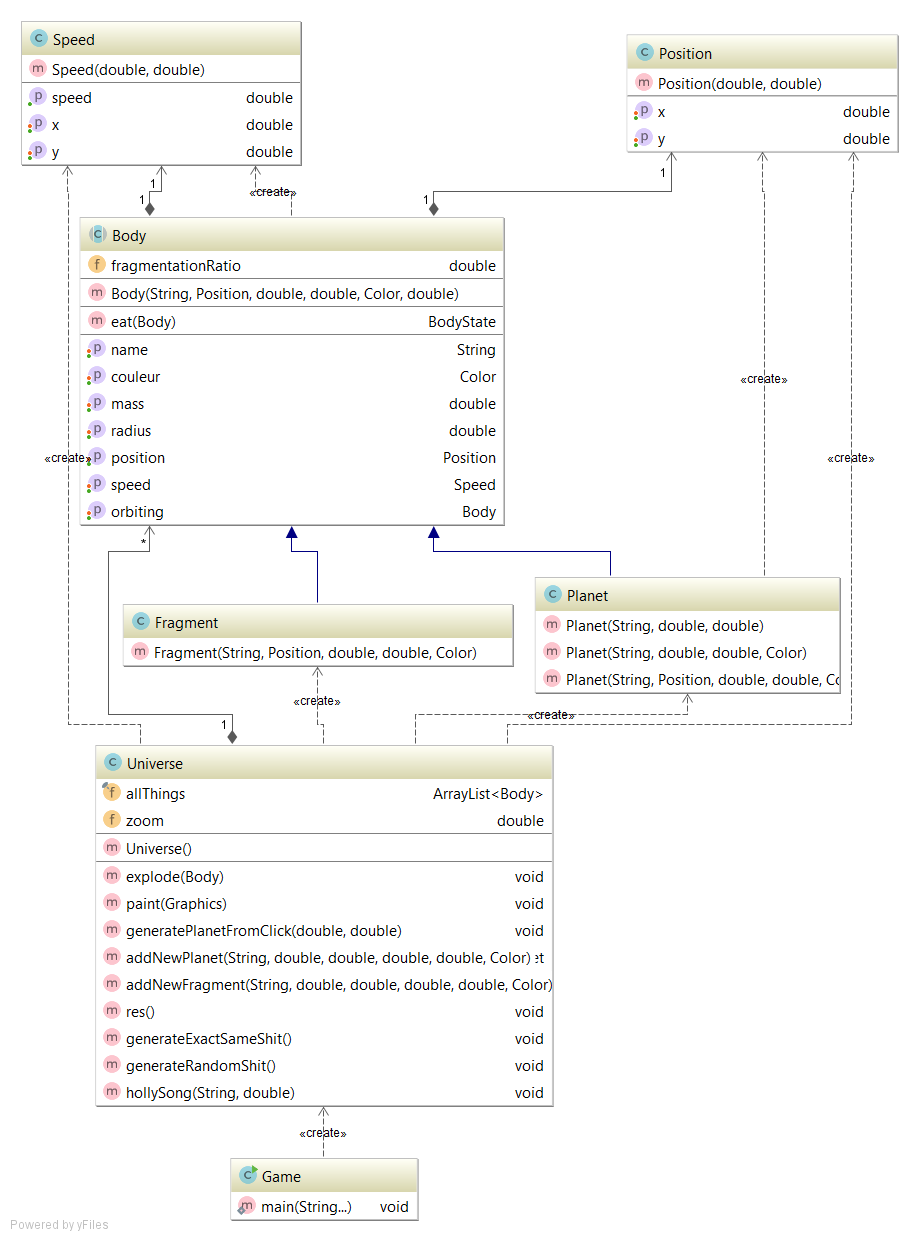 Speed
Speed(double, double)
speed double
x double
y double
Position
Position(double, double)
x double
y double
1
1
«create»
1
1
Body
fragmentationRatio double
Body(String, Position, double, double, Color, double)
eat(Body) BodyState
name String
couleur Color
mass double
radius double
position Position
speed Speed
orbiting Body
«create»
«create»
«create»
*
Fragment
Fragment(String, Position, double, double, Color)
Planet
Planet(String, double, double)
Planet(String, double, double, Color)
Planet(String, Position, double, double, Co
«create»
«create»
1
Universe
allThings ArrayList<Body>
zoom double
Universe()
explode(Body) void
paint(Graphics) void
generatePlanetFromClick(double, double) void
addNewPlanet(String, double, double, double, double, Color) et
addNewFragment(String, double, double, double, double, Color)
res() void
generateExactSameShit() void
generateRandomShit() void
hollySong(String, double) void
«create»
Game
main(String...) void
Powered by yFiles